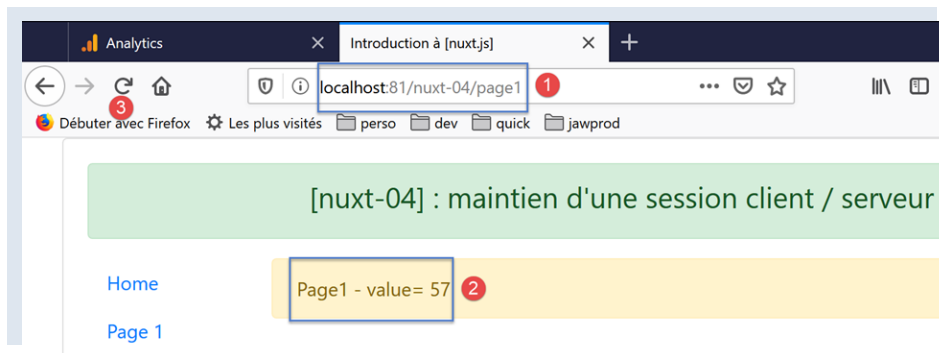 Analytics
Introduction à [nuxt.js]
localhost:81/nuxt-04/page1
1
3
Débuter avec Firefox Les plus visités perso dev quick jawprod
[nuxt-04] : maintien d'une session client / serveur
Home
Page1 - value= 57
2
Page 1